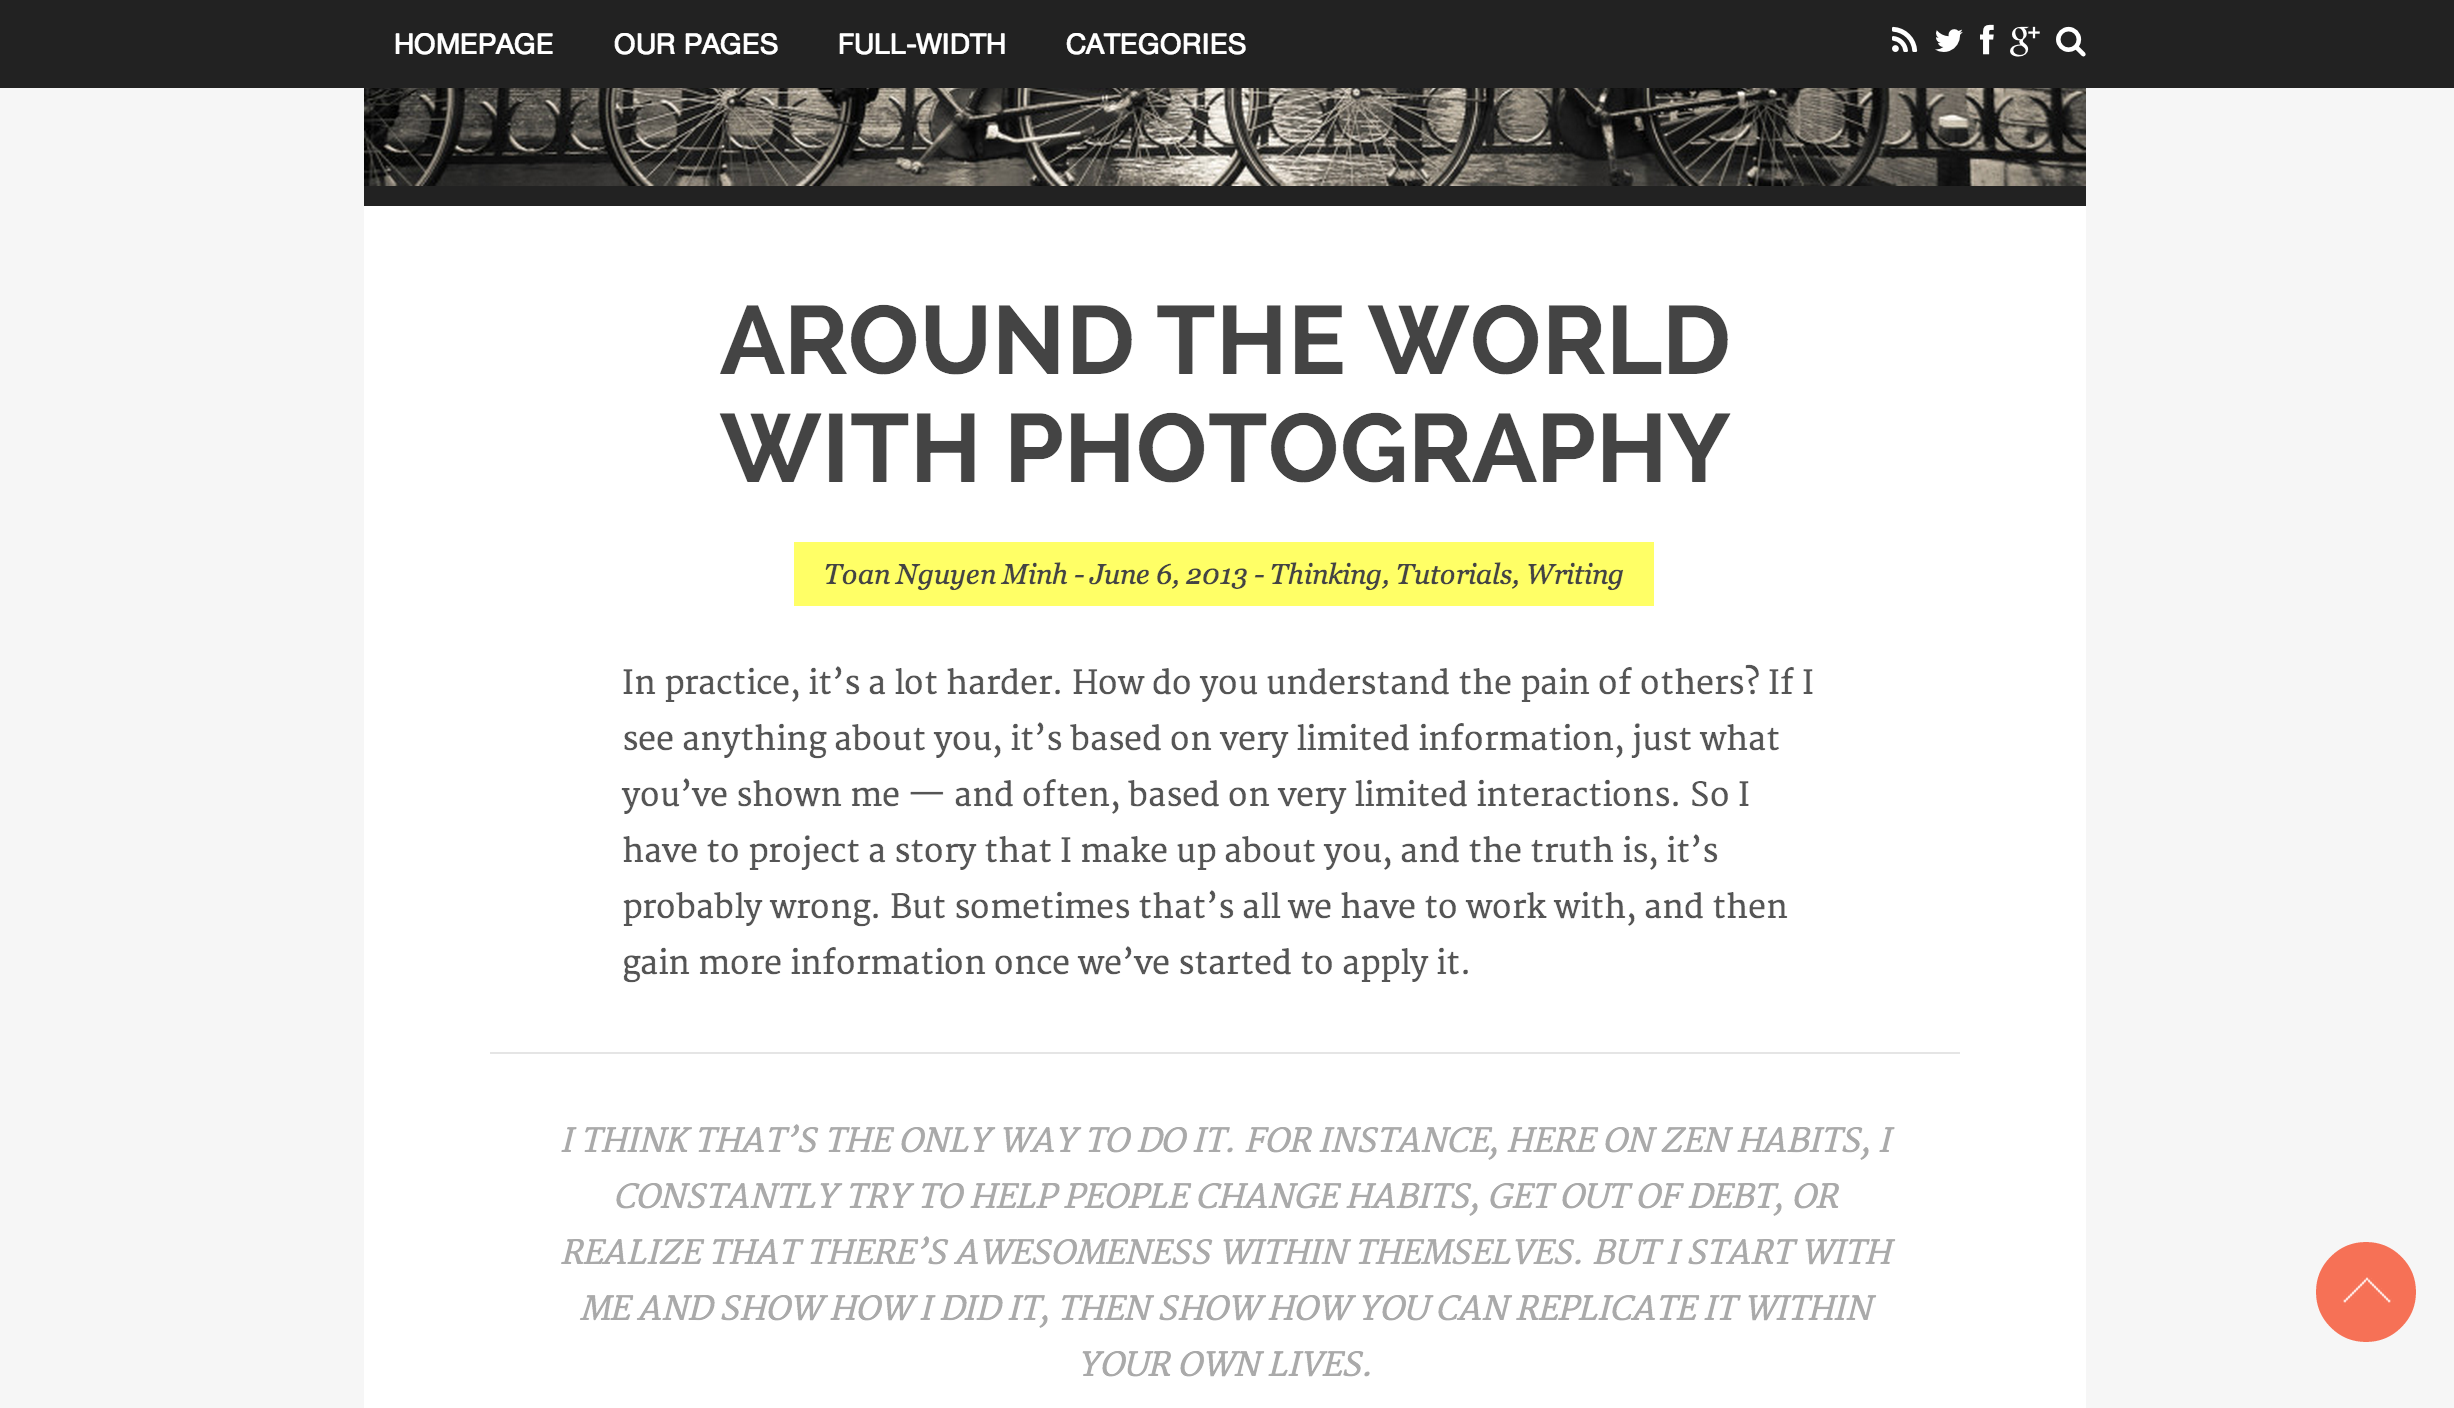 HOMEPAGE OUR PAGES FULL-WIDTH CATEGORIES
AROUND THE WORLD
WITH PHOTOGRAPHY
Toan Nguyen Minh - June 6, 2013 - Thinking, Tutorials, Writing
In practice, it’s a lot harder. How do you understand the pain of others? If I
see anything about you, it’s based on very limited information, just what
you’ve shown me — and often, based on very limited interactions. So I
have to project a story that I make up about you, and the truth is, it’s
probably wrong. But sometimes that’s all we have to work with, and then
gain more information once we’ve started to apply it.
I THINK THAT’S THE ONLY WAY TO DO IT. FOR INSTANCE, HERE ON ZEN HABITS, I
CONSTANTLY TRY TO HELP PEOPLE CHANGE HABITS, GET OUT OF DEBT, OR
REALIZE THAT THERE’S AWESOMENESS WITHIN THEMSELVES. BUT I START WITH
ME AND SHOW HOW I DID IT, THEN SHOW HOW YOU CAN REPLICATE IT WITHIN
YOUR OWN LIVES.